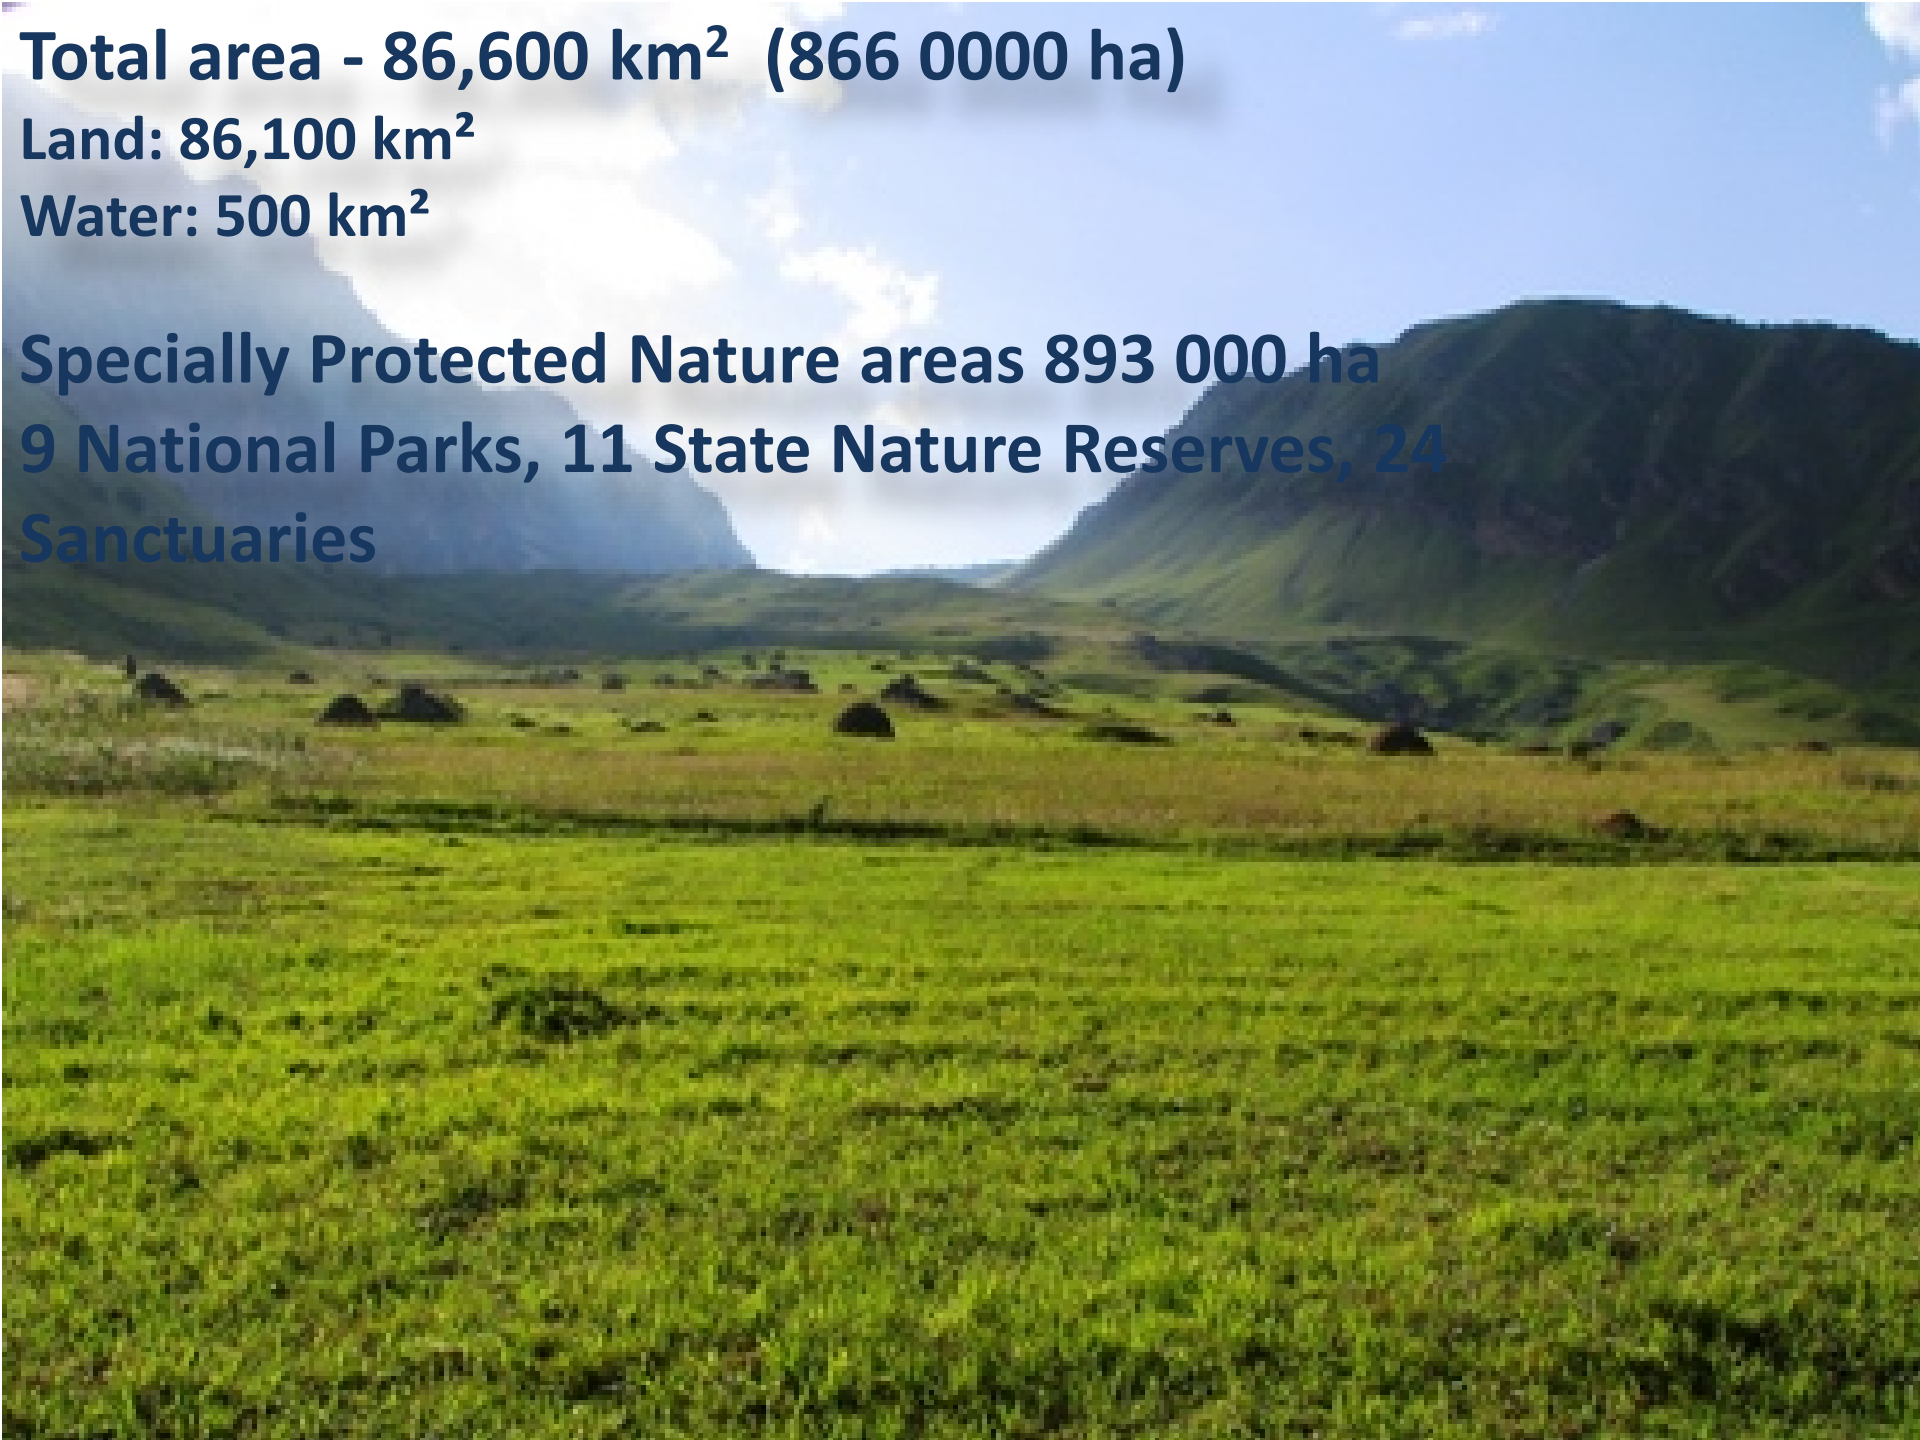 Total area - 86,600 km² (866 0000 ha)
Land: 86,100 km²
Water: 500 km²
Specially Protected Nature areas 893 000 ha
9 National Parks, 11 State Nature Reserves, 24
Sanctuaries